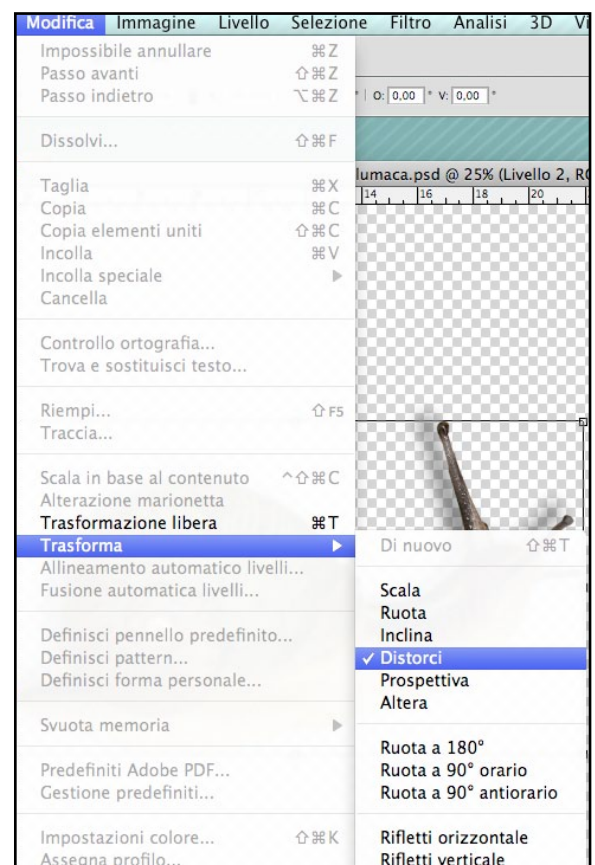 Modifica Immagine Livello Selezione Filtro Analisi 3D Vi
Impossibile annullare ⌘Z
Passo avanti ⇧⌘Z
Passo indietro ⌥⌘Z
O: 0,00 ° V: 0,00 °
Dissolvi... ⇧⌘F
lumaca.psd @ 25% (Livello 2, R
14 16 18 20
Taglia ⌘X
Copia ⌘C
Copia elementi uniti ⇧⌘C
Incolla ⌘V
Incolla speciale ▶
Cancella
Controllo ortografia...
Trova e sostituisci testo...
Riempi... ⇧F5
Traccia...
Scala in base al contenuto ^⇧⌘C
Alterazione marionetta
Trasformazione libera ⌘T
Trasforma ▶
Allineamento automatico livelli...
Fusione automatica livelli...
Definisci pennello predefinito...
Definisci pattern...
Definisci forma personale...
Svuota memoria ▶
Predefiniti Adobe PDF...
Gestione predefiniti...
Impostazioni colore... ⇧⌘K
Assegna profilo...
Di nuovo ⇧⌘T
Scala
Ruota
Inclina
✓ Distorci
Prospettiva
Altera
Ruota a 180°
Ruota a 90° orario
Ruota a 90° antiorario
Rifletti orizzontale
Rifletti verticale